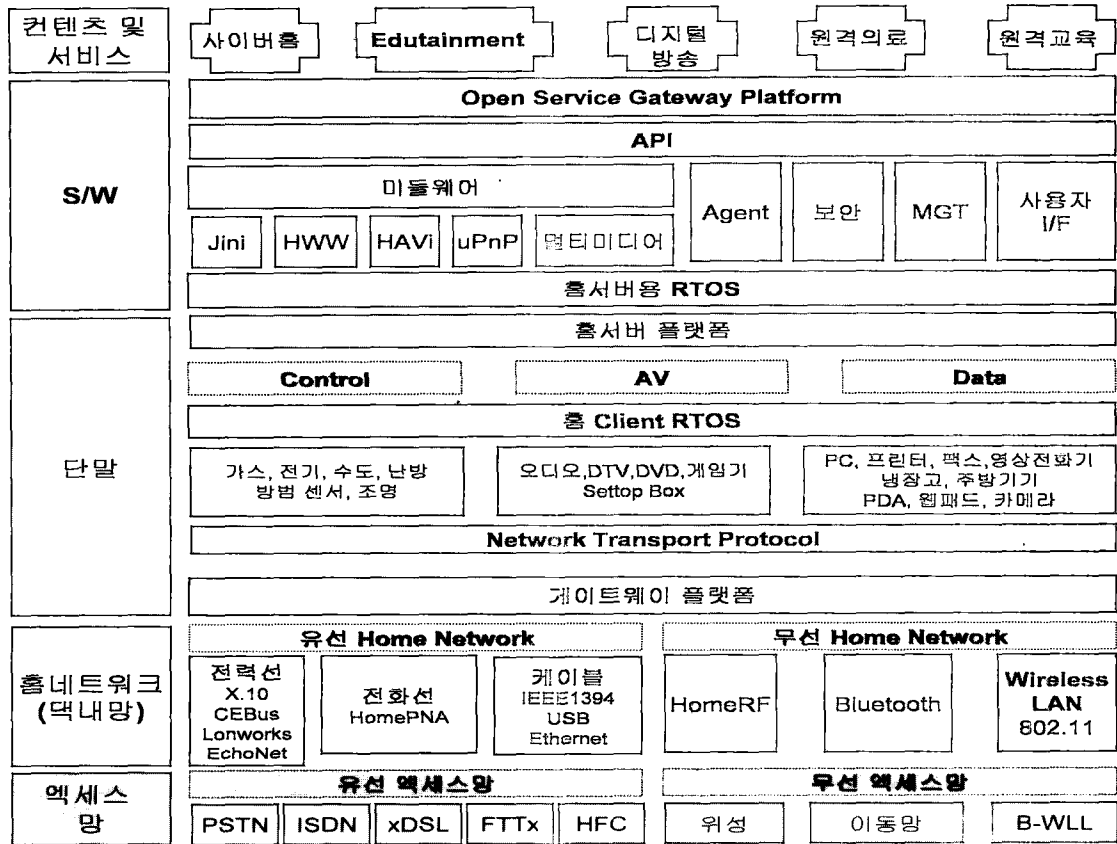 컨텐츠 및
서비스
사이버홈
Edutainment
디지털
방송
원격의료
원격교육
S/W
Open Service Gateway Platform
API
미들웨어
Jini
HWW
HAVi
uPnP
멀티미디어
Agent
보안
MGT
사용자
I/F
홈서버용 RTOS
단말
홈서버 플랫폼
Control
AV
Data
홈 Client RTOS
가스, 전기, 수도, 난방
방범 센서, 조명
오디오,DTV,DVD,게임기
Settop Box
PC, 프린터, 팩스,영상전화기
냉장고, 주방기기
PDA, 웹패드, 카메라
Network Transport Protocol
게이트웨이 플랫폼
홈네트워크
(댁내망)
유선 Home Network
무선 Home Network
전력선
X.10
CEBus
Lonworks
EchoNet
전화선
HomePNA
케이블
IEEE1394
USB
Ethernet
HomeRF
Bluetooth
Wireless
LAN
802.11
엑세스
망
유선 엑세스망
무선 엑세스망
PSTN
ISDN
xDSL
FTTx
HFC
위성
이동망
B-WLL